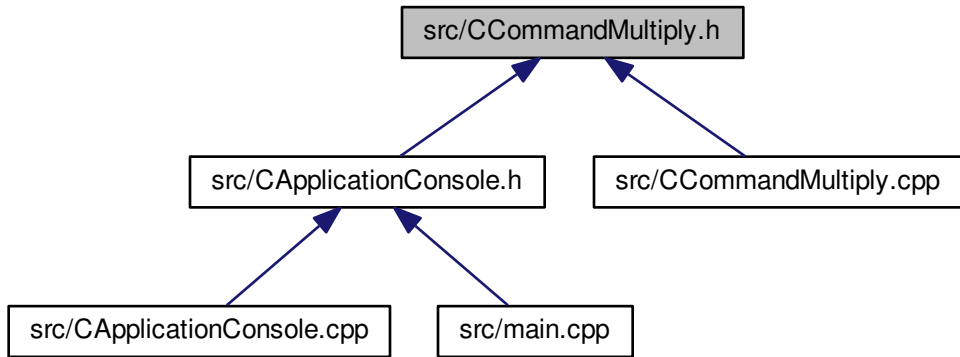 src/CCommandMultiply.h
src/CApplicationConsole.h
src/CCommandMultiply.cpp
src/CApplicationConsole.cpp
src/main.cpp